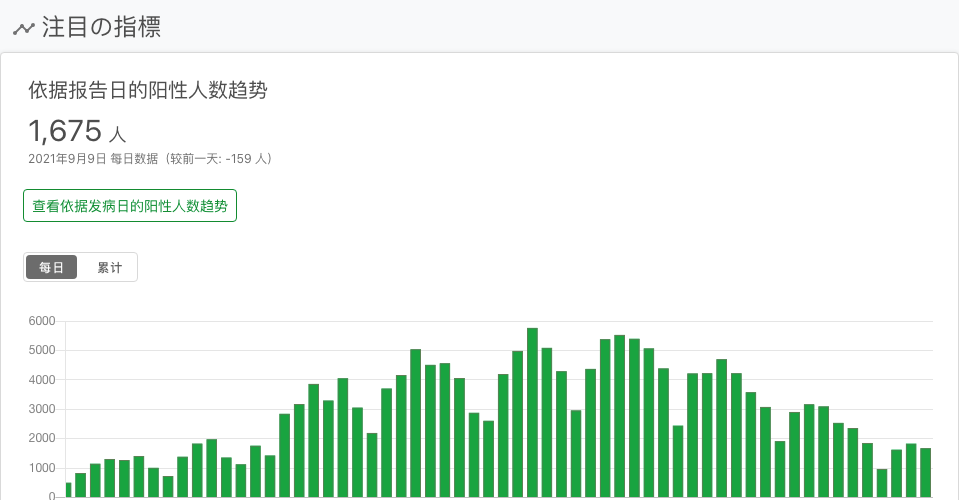 注目の指標
依据报告日的阳性人数趋势
1,675 人
2021年9月9日 每日数据（较前一天: -159 人）
查看依据发病日的阳性人数趋势
每日 累计
6000
5000
4000
3000
2000
1000
0